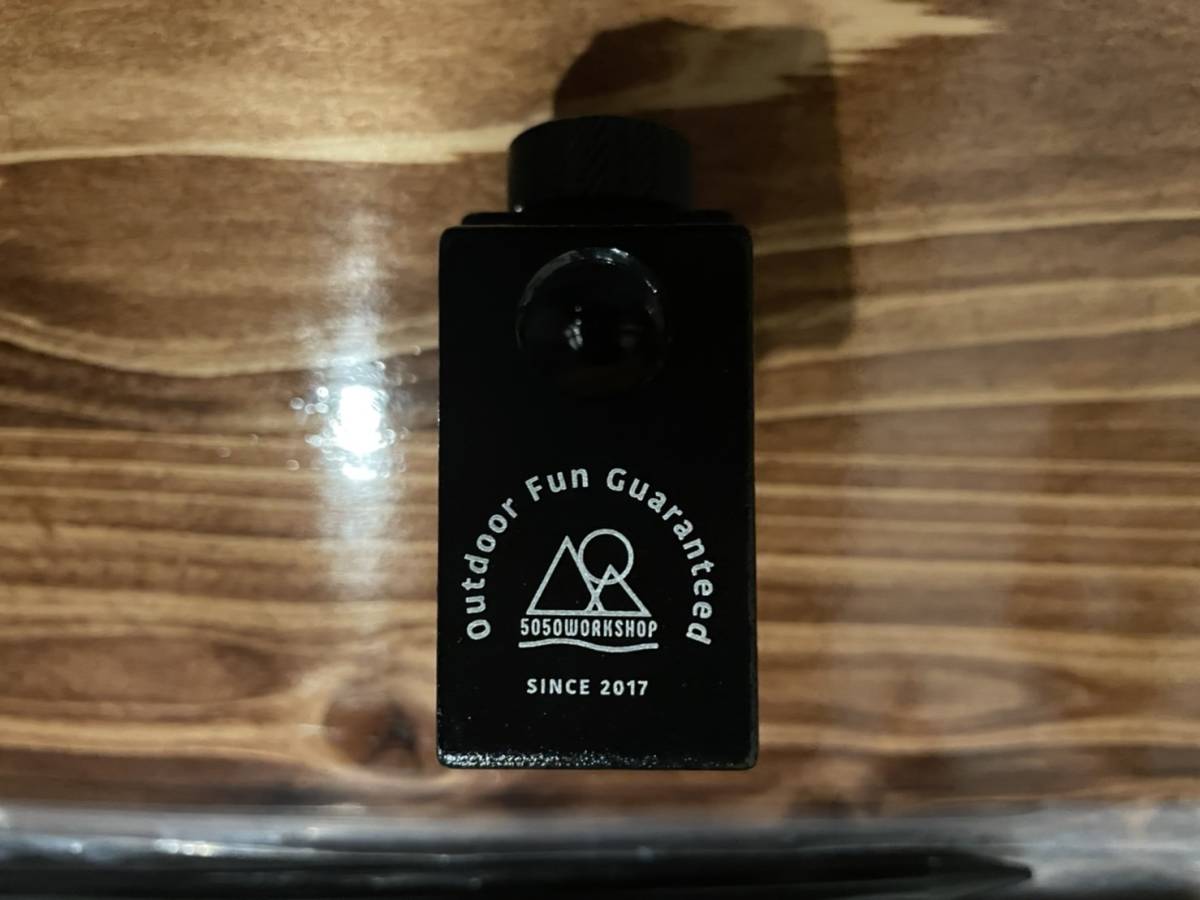 Outdoor Fun Guaranteed
5050WORKSHOP
SINCE 2017